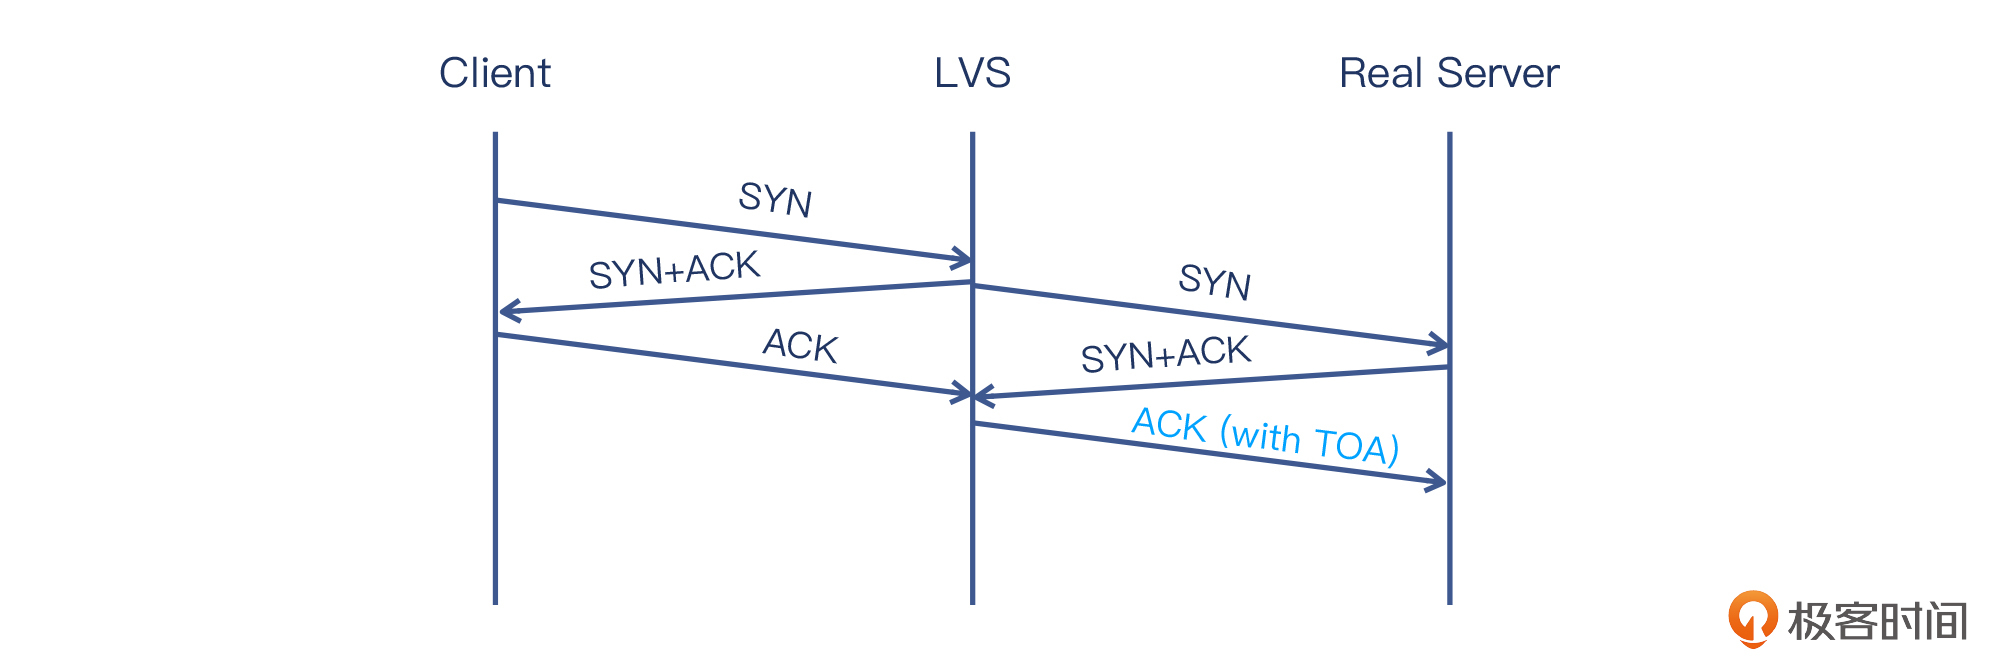 Client
LVS
Real Server
SYN
SYN+ACK
SYN
ACK
SYN+ACK
ACK (with TOA)
极客时间